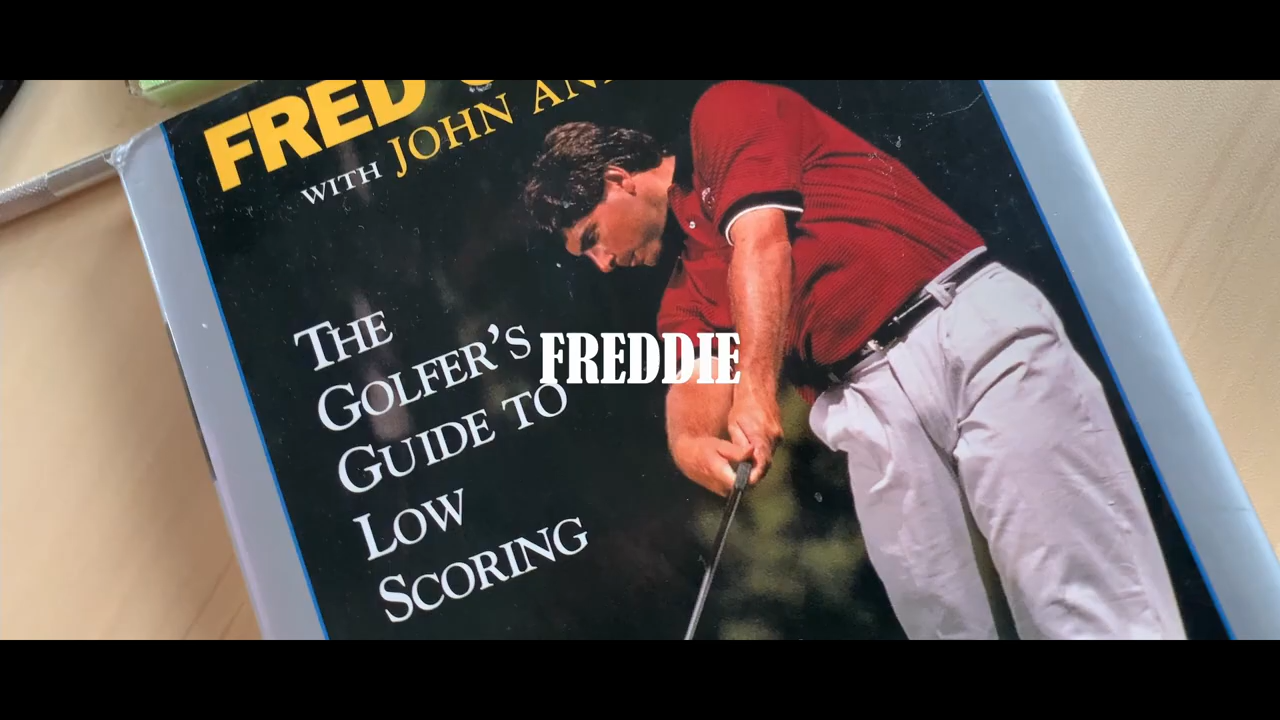 FRED
WITH JOHN
THE
GOLFER'S
GUIDE TO
LOW
SCORING
FREDDIE